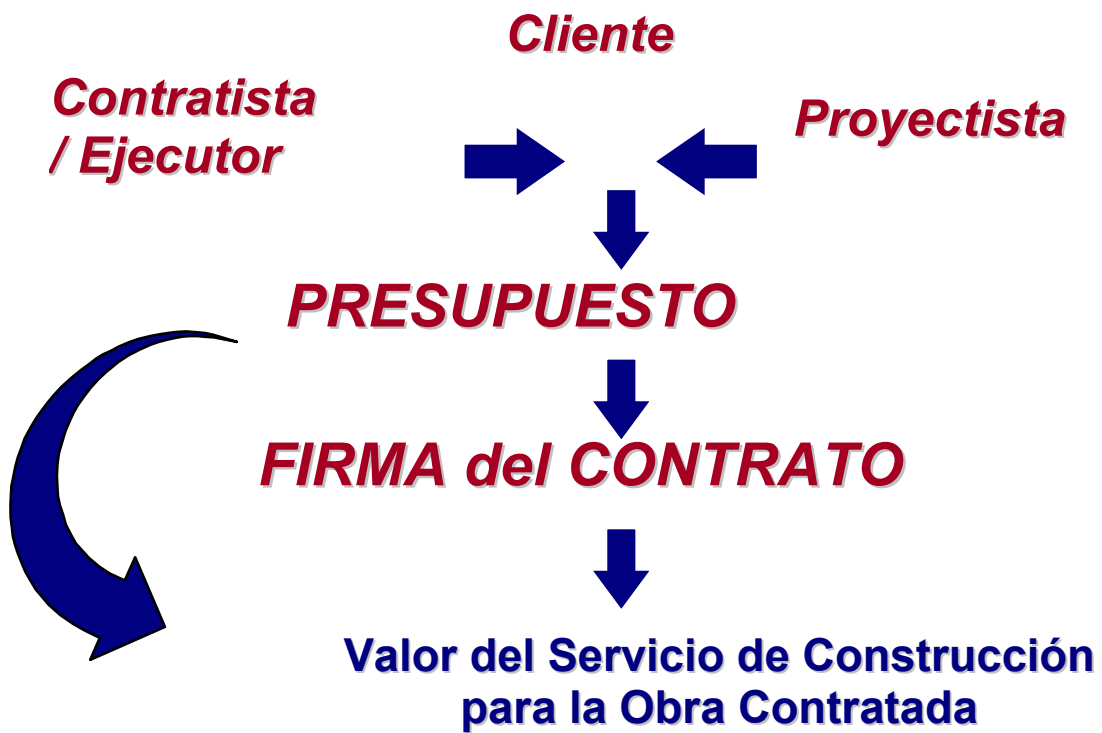 Cliente
Contratista
/ Ejecutor
Proyectista
PRESUPUESTO
FIRMA del CONTRATO
Valor del Servicio de Construcción
para la Obra Contratada